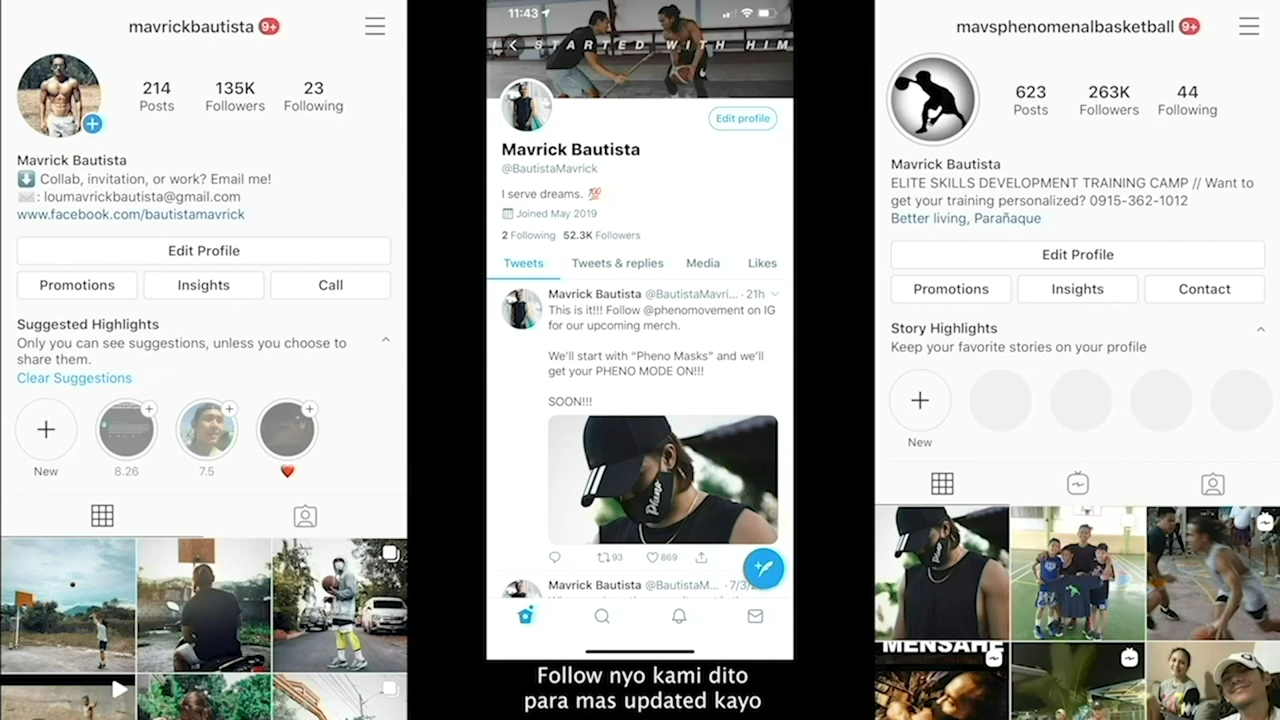 mavrickbautista 9+
214 135K 23
Posts Followers Following
Mavrick Bautista
Collab, invitation, or work? Email me!
: loumavrickbautista@gmail.com
www.facebook.com/bautistamavrick
Edit Profile
Promotions Insights Call
Suggested Highlights
Only you can see suggestions, unless you choose to
share them.
Clear Suggestions
New 8.26 7.5
11:43
I STARTED WITH HIM
Edit profile
Mavrick Bautista
@BautistaMavrick
I serve dreams. 💯
Joined May 2019
2 Following 52.3K Followers
Tweets Tweets & replies Media Likes
Mavrick Bautista @BautistaMavri... · 21h
This is it!!! Follow @phenomovement on IG
for our upcoming merch.
We'll start with “Pheno Masks” and we'll
get your PHENO MODE ON!!!
SOON!!!
Pheno
93 869
Mavrick Bautista @BautistaM... · 7/3/2
Follow nyo kami dito
para mas updated kayo
mavsphenomenalbasketball 9+
623 263K 44
Posts Followers Following
Mavrick Bautista
ELITE SKILLS DEVELOPMENT TRAINING CAMP // Want to
get your training personalized? 0915-362-1012
Better living, Parañaque
Edit Profile
Promotions Insights Contact
Story Highlights
Keep your favorite stories on your profile
New
MENSAHE